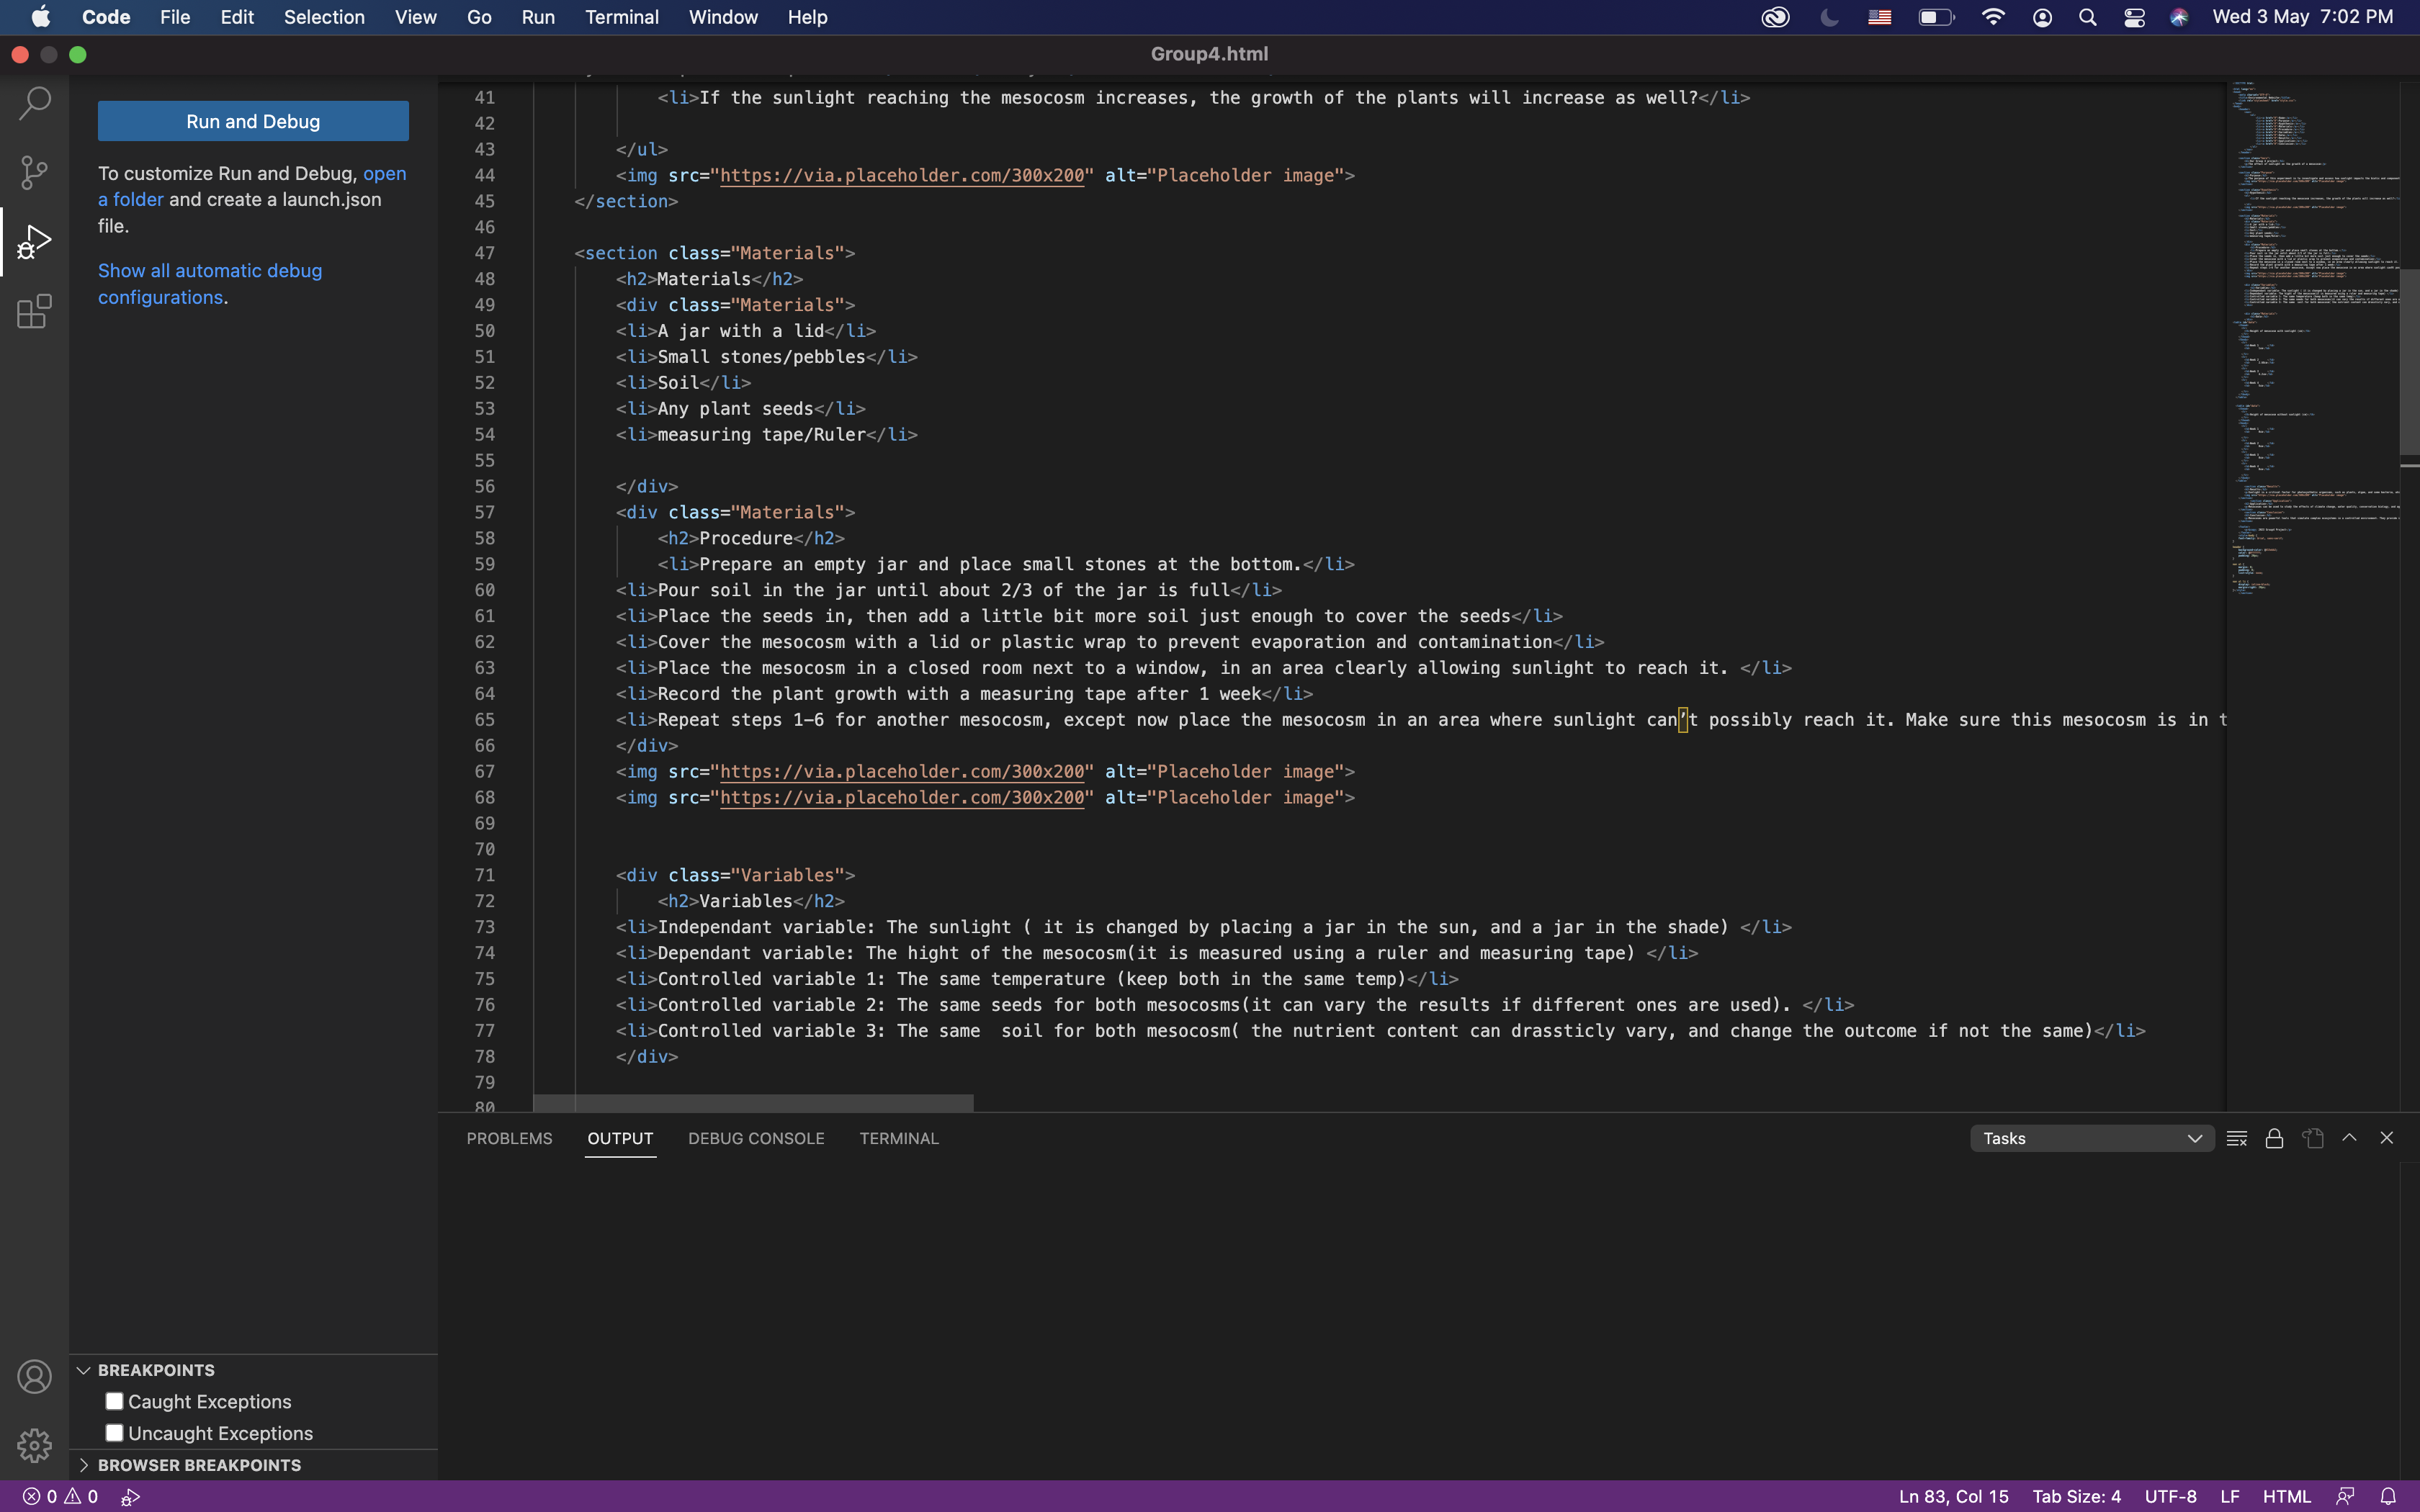 Code File Edit Selection View Go Run Terminal Window Help Wed 3 May 7:02 PM
Group4.html
Run and Debug
To customize Run and Debug, open
a folder and create a launch.json
file.
Show all automatic debug
configurations.
41 <li>If the sunlight reaching the mesocosm increases, the growth of the plants will increase as well?</li>
42
43 </ul>
44 <img src="https://via.placeholder.com/300x200" alt="Placeholder image">
45 </section>
46
47 <section class="Materials">
48 <h2>Materials</h2>
49 <div class="Materials">
50 <li>A jar with a lid</li>
51 <li>Small stones/pebbles</li>
52 <li>Soil</li>
53 <li>Any plant seeds</li>
54 <li>measuring tape/Ruler</li>
55
56 </div>
57 <div class="Materials">
58 <h2>Procedure</h2>
59 <li>Prepare an empty jar and place small stones at the bottom.</li>
60 <li>Pour soil in the jar until about 2/3 of the jar is full</li>
61 <li>Place the seeds in, then add a little bit more soil just enough to cover the seeds</li>
62 <li>Cover the mesocosm with a lid or plastic wrap to prevent evaporation and contamination</li>
63 <li>Place the mesocosm in a closed room next to a window, in an area clearly allowing sunlight to reach it. </li>
64 <li>Record the plant growth with a measuring tape after 1 week</li>
65 <li>Repeat steps 1–6 for another mesocosm, except now place the mesocosm in an area where sunlight can’t possibly reach it. Make sure this mesocosm is in t
66 </div>
67 <img src="https://via.placeholder.com/300x200" alt="Placeholder image">
68 <img src="https://via.placeholder.com/300x200" alt="Placeholder image">
69
70
71 <div class="Variables">
72 <h2>Variables</h2>
73 <li>Independant variable: The sunlight ( it is changed by placing a jar in the sun, and a jar in the shade) </li>
74 <li>Dependant variable: The hight of the mesocosm(it is measured using a ruler and measuring tape) </li>
75 <li>Controlled variable 1: The same temperature (keep both in the same temp)</li>
76 <li>Controlled variable 2: The same seeds for both mesocosms(it can vary the results if different ones are used). </li>
77 <li>Controlled variable 3: The same  soil for both mesocosm( the nutrient content can drassticly vary, and change the outcome if not the same)</li>
78 </div>
79
80
PROBLEMS OUTPUT DEBUG CONSOLE TERMINAL Tasks
BREAKPOINTS
Caught Exceptions
Uncaught Exceptions
BROWSER BREAKPOINTS
0 0 Ln 83, Col 15 Tab Size: 4 UTF-8 LF HTML